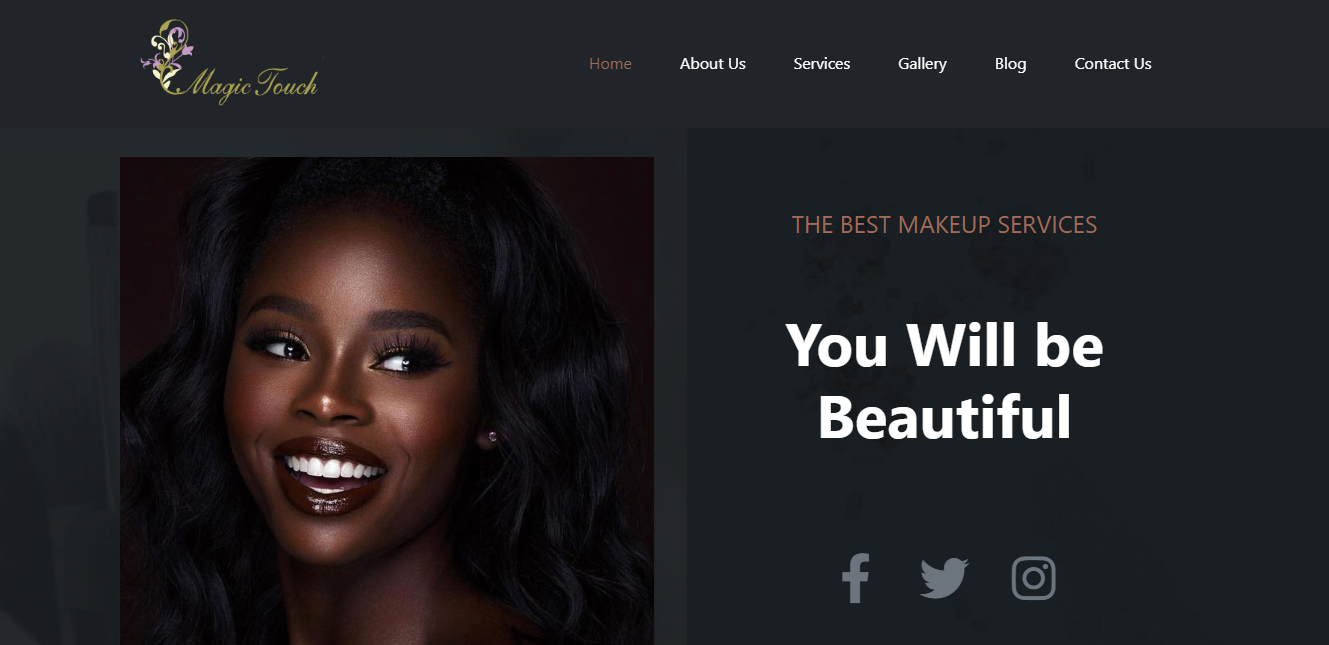 Magic Touch
Home About Us Services Gallery Blog Contact Us
THE BEST MAKEUP SERVICES
You Will be
Beautiful